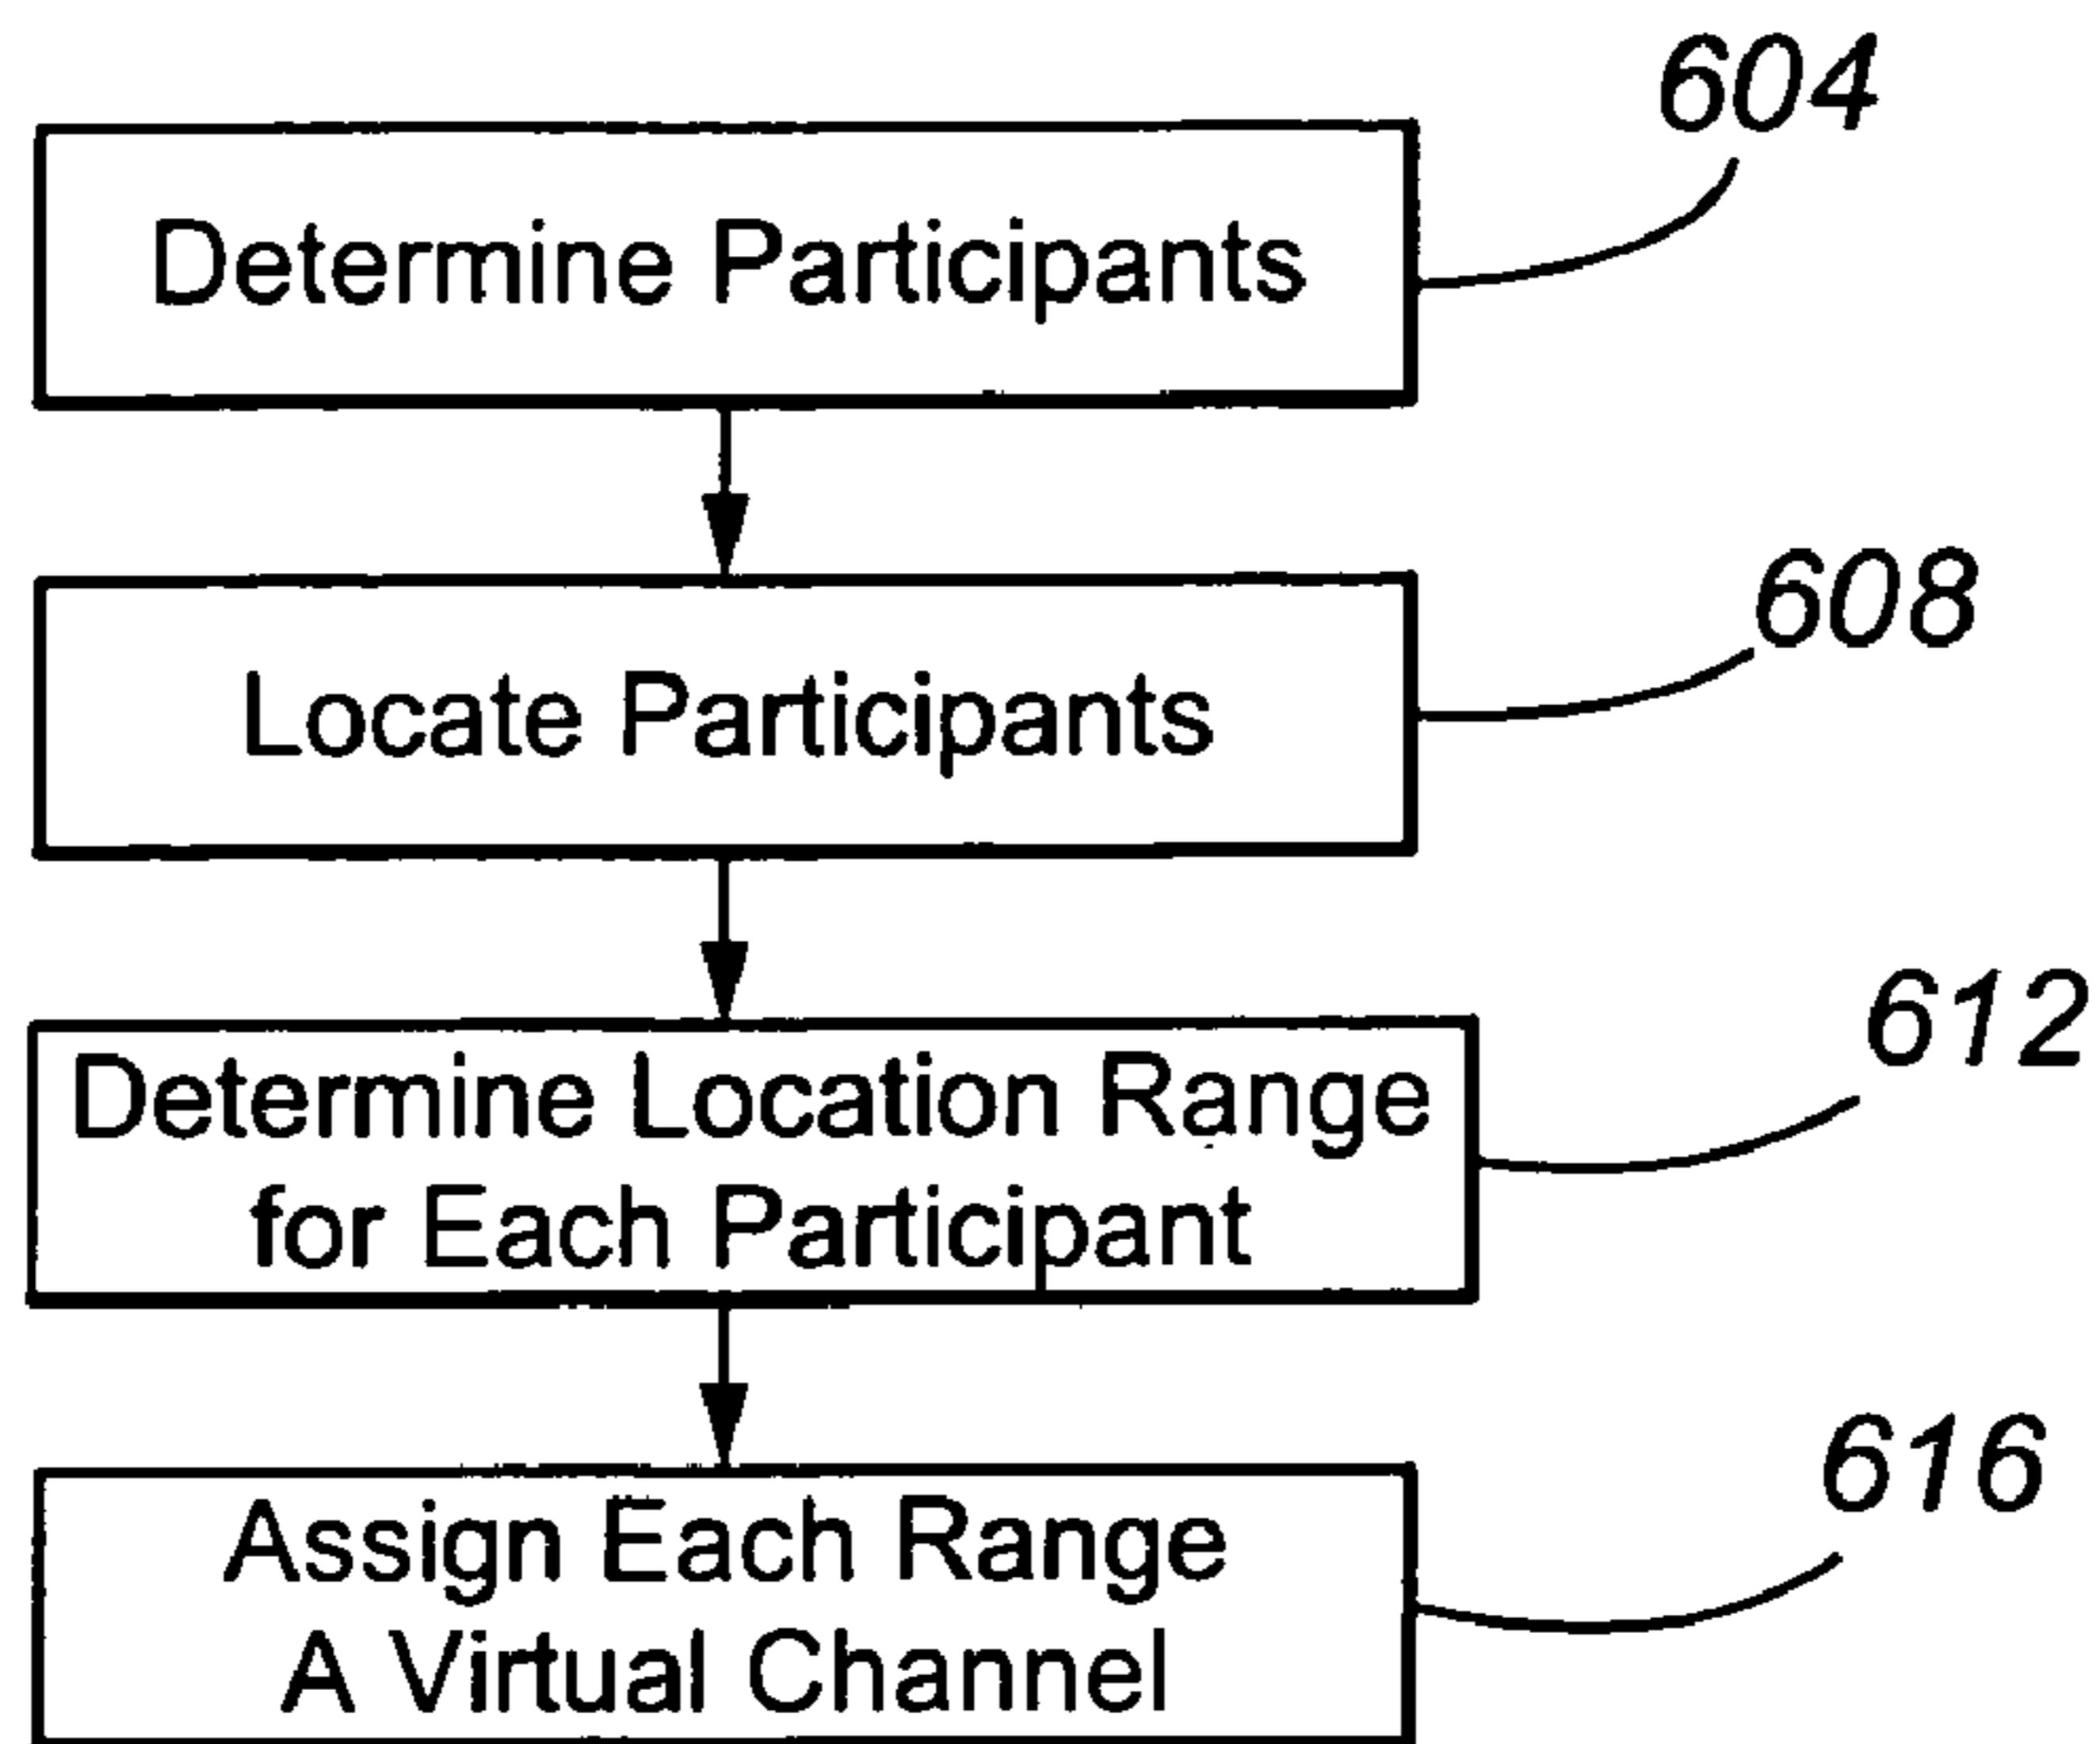 604
Determine Participants
608
Locate Participants
612
Determine Location Range
for Each Participant
616
Assign Each Range
A Virtual Channel